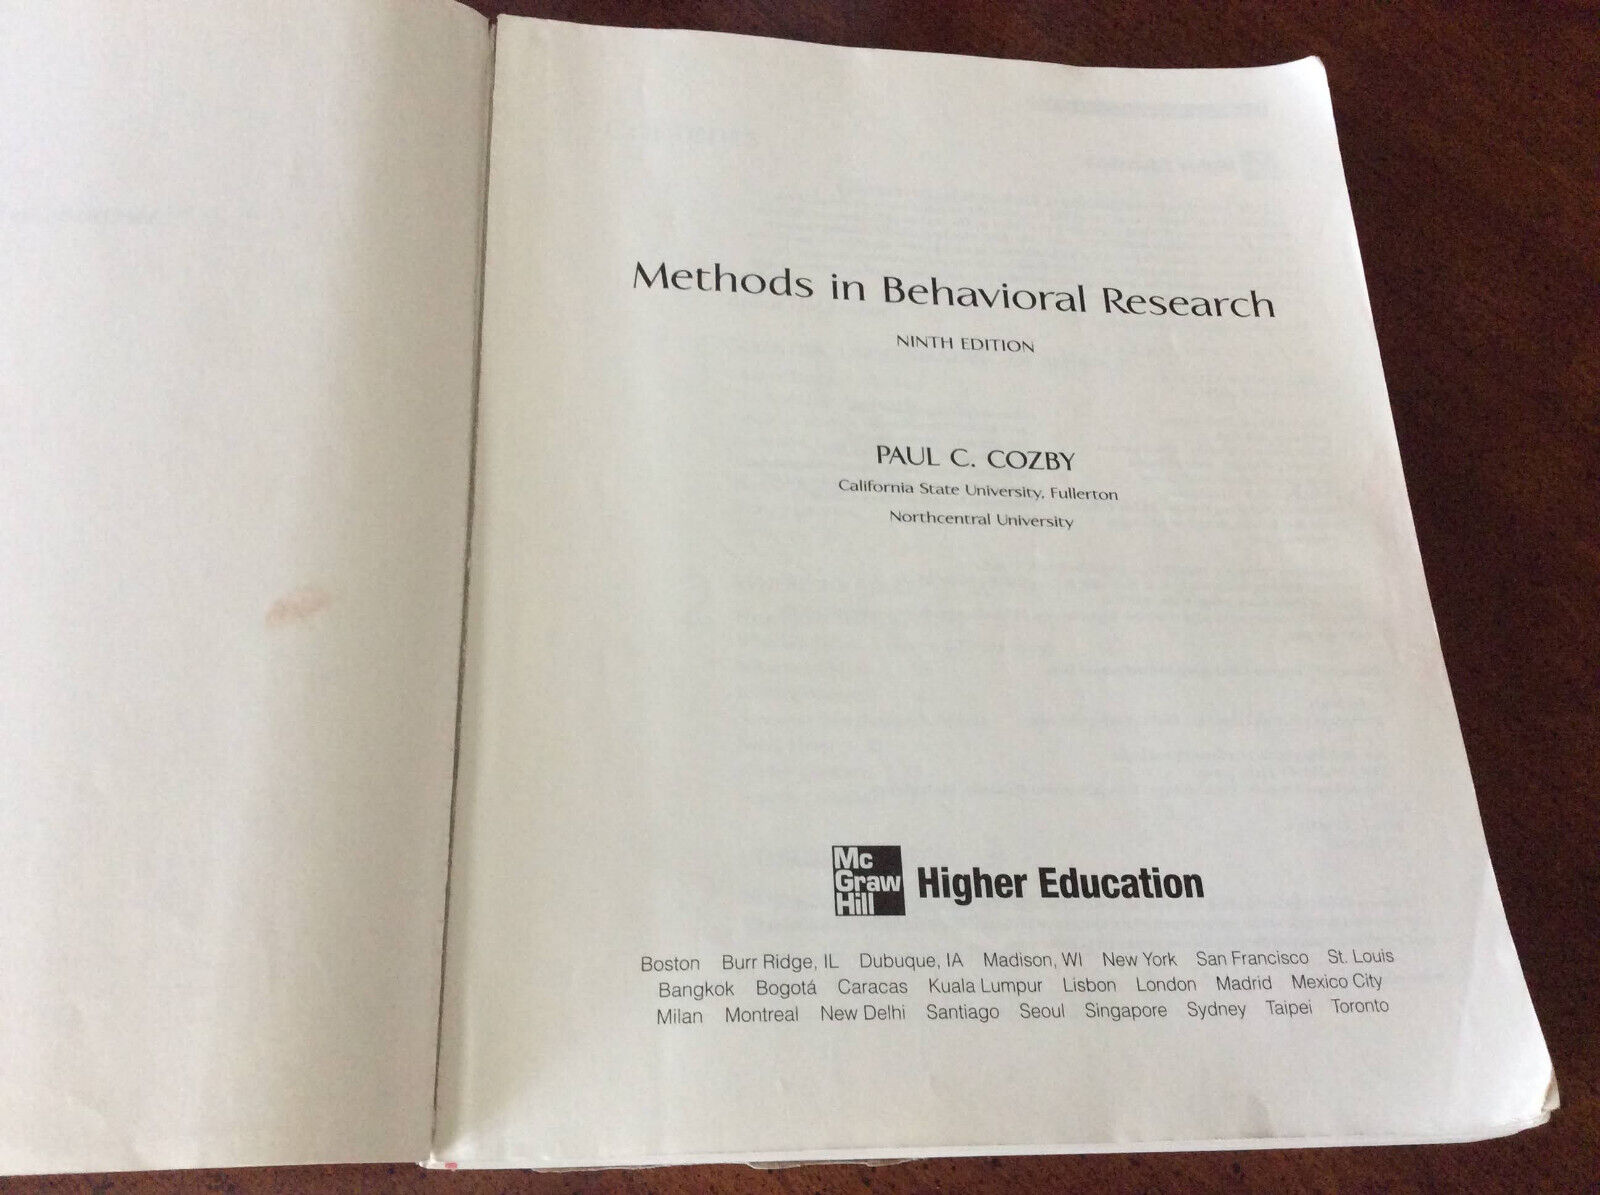 Methods in Behavioral Research
NINTH EDITION
PAUL C. COZBY
California State University, Fullerton
Northcentral University
Mc
Graw
Hill
Higher Education
Boston Burr Ridge, IL Dubuque, IA Madison, WI New York San Francisco St. Louis
Bangkok Bogotá Caracas Kuala Lumpur Lisbon London Madrid Mexico City
Milan Montreal New Delhi Santiago Seoul Singapore Sydney Taipei Toronto